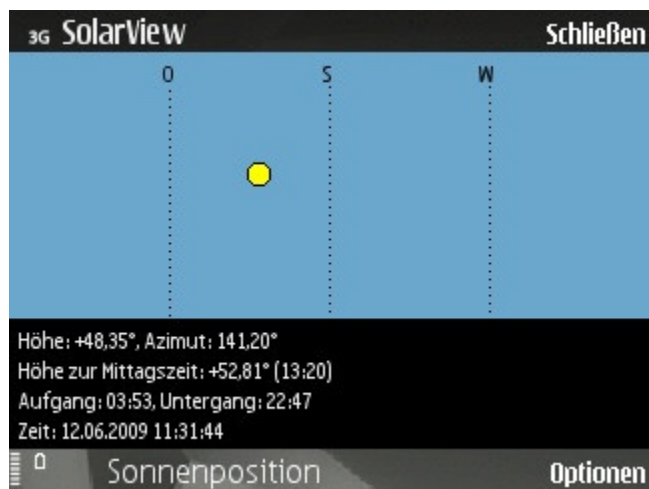 3G SolarView Schließen
O S W
Höhe: +48,35°, Azimut: 141,20°
Höhe zur Mittagszeit: +52,81° (13:20)
Aufgang: 03:53, Untergang: 22:47
Zeit: 12.06.2009 11:31:44
Sonnenposition Optionen